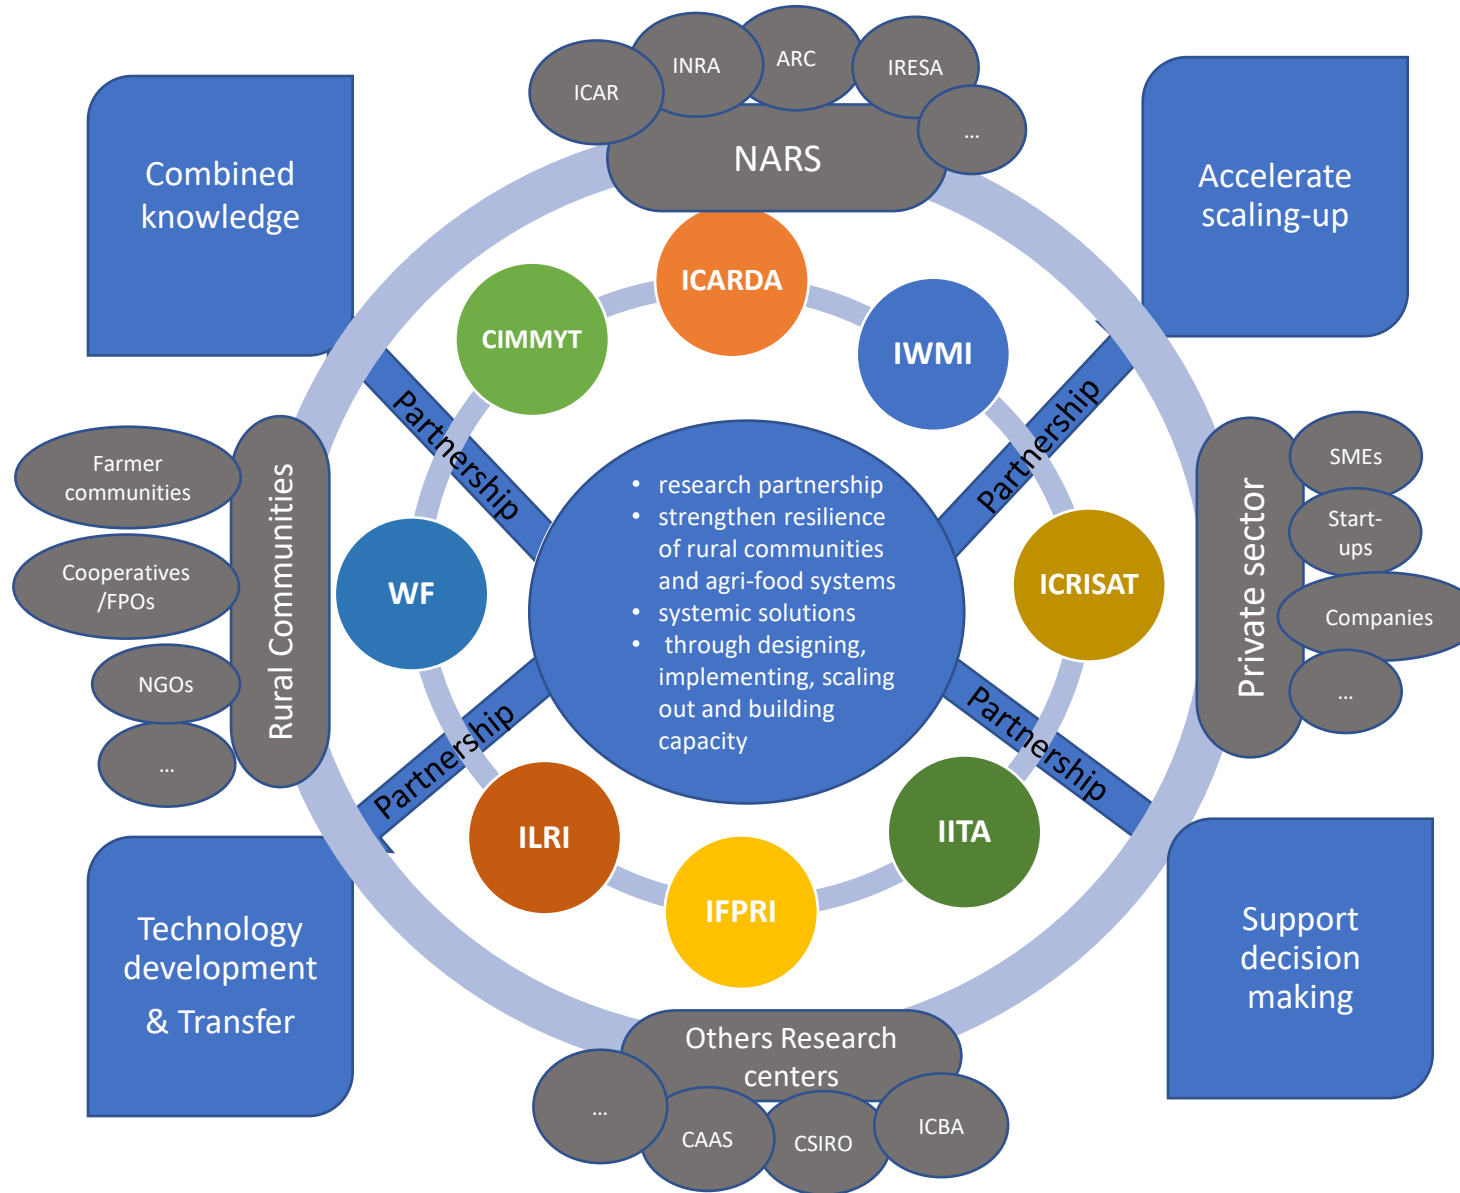 ICAR
INRA
ARC
IRESA
...
NARS
Combined
knowledge
Accelerate
scaling-up
ICARDA
CIMMYT
IWMI
Partnership
Partnership
Farmer
communities
Cooperatives
/FPOs
NGOs
...
Rural Communities
WF
• research partnership
• strengthen resilience
of rural communities
and agri-food systems
• systemic solutions
• through designing,
implementing, scaling
out and building
capacity
ICRISAT
Private sector
SMEs
Start-
ups
Companies
...
Partnership
Partnership
ILRI
IITA
IFPRI
Technology
development
& Transfer
Support
decision
making
Others Research
centers
...
CAAS
CSIRO
ICBA